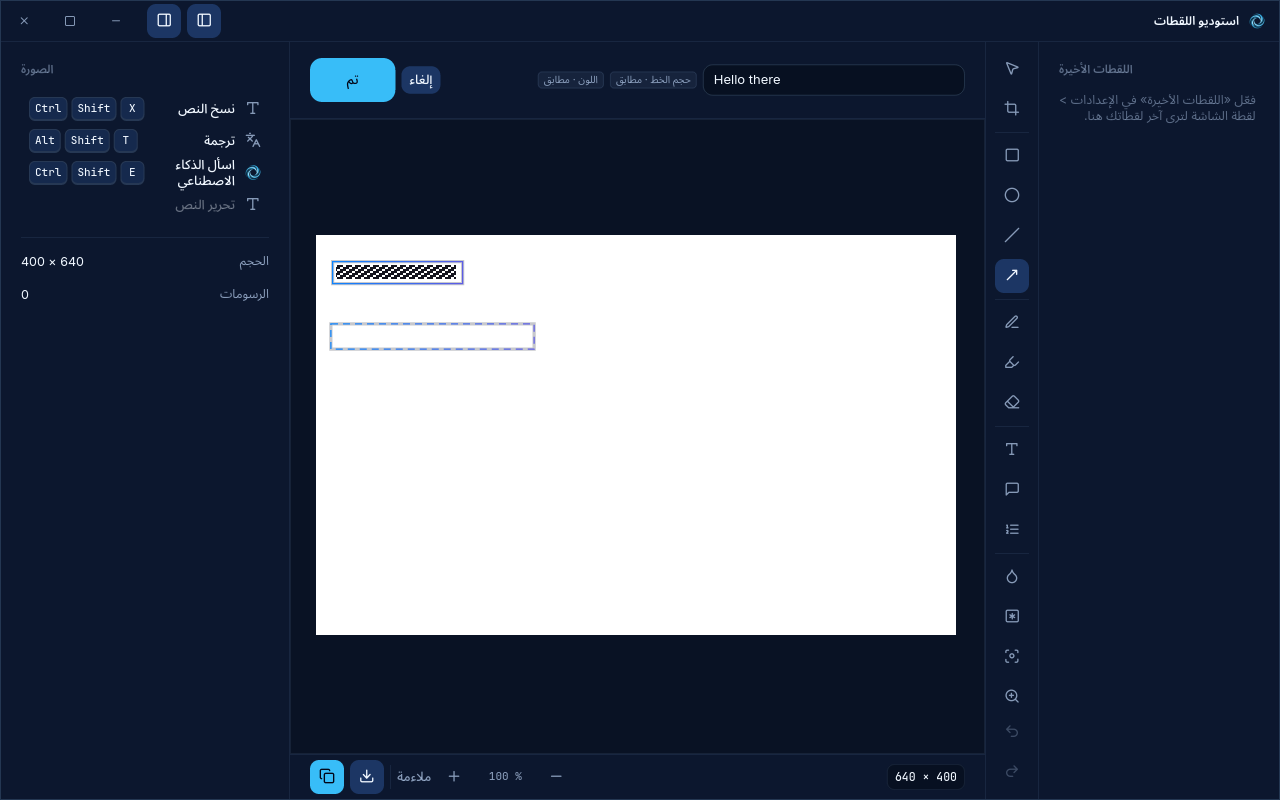 استوديو اللقطات
اللقطات الأخيرة
فعّل «اللقطات الأخيرة» في الإعدادات >
لقطة الشاشة لترى آخر لقطاتك هنا.
Hello there
حجم الخط · مطابق
اللون · مطابق
إلغاء
تم
الصورة
نسخ النص Ctrl Shift X
ترجمة Alt Shift T
اسأل الذكاء
الاصطناعي Ctrl Shift E
تحرير النص
الحجم 640 × 400
الرسومات 0
640 × 400
100 %
ملاءمة